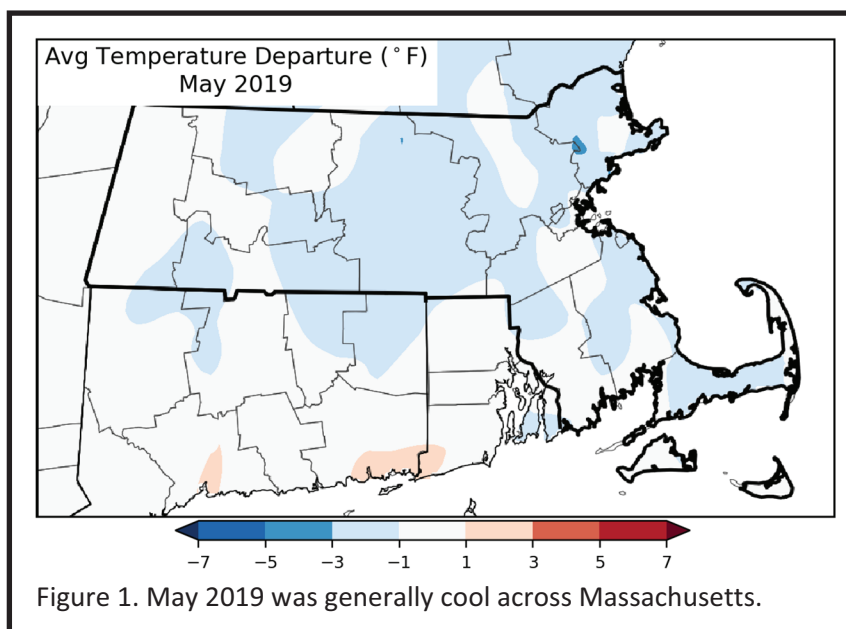 Avg Temperature Departure (°F)
May 2019
−7 −5 −3 −1 1 3 5 7
Figure 1. May 2019 was generally cool across Massachusetts.